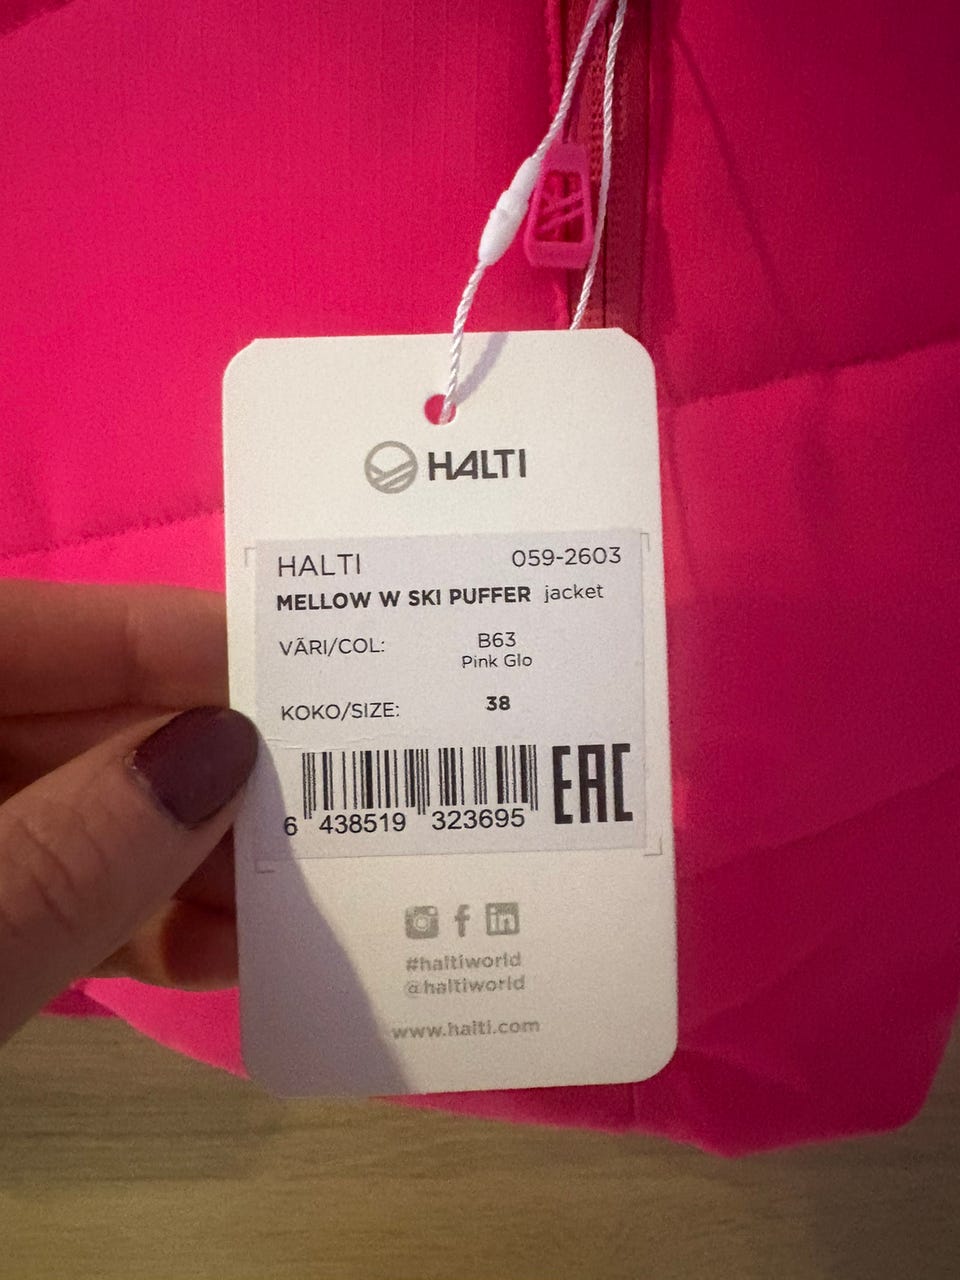 HALTI
HALTI 059-2603
MELLOW W SKI PUFFER jacket
VÄRI/COL: B63
Pink Glo
KOKO/SIZE: 38
6 438519 323695
EAC
#haltiworld
@haltiworld
www.halti.com